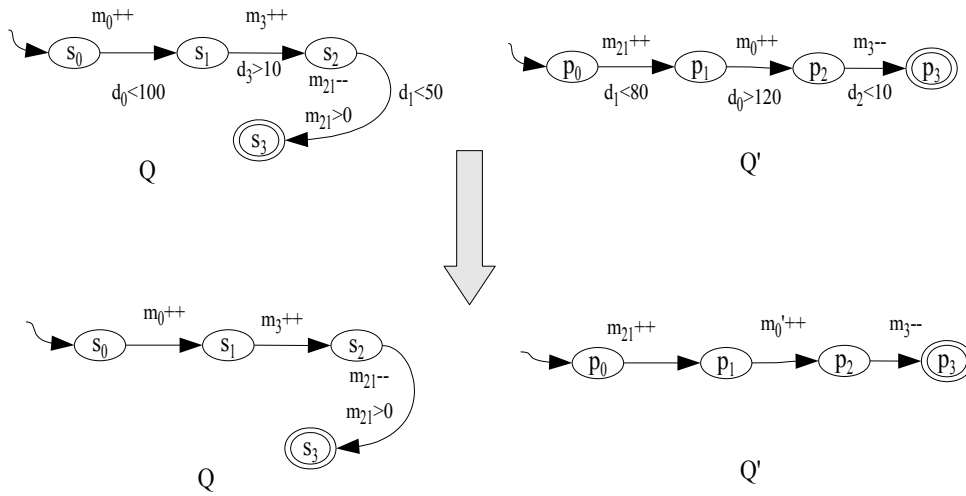 m₀++
m₃++
s₀ s₁ s₂
d₀<100
d₃>10
m₂₁--
d₁<50
m₂₁>0
s₃
Q
m₂₁++ m₀++ m₃--
p₀ p₁ p₂ p₃
d₁<80 d₀>120 d₂<10
Q'
m₀++ m₃++
s₀ s₁ s₂
m₂₁--
m₂₁>0
s₃
Q
m₂₁++ m₀'++ m₃--
p₀ p₁ p₂ p₃
Q'